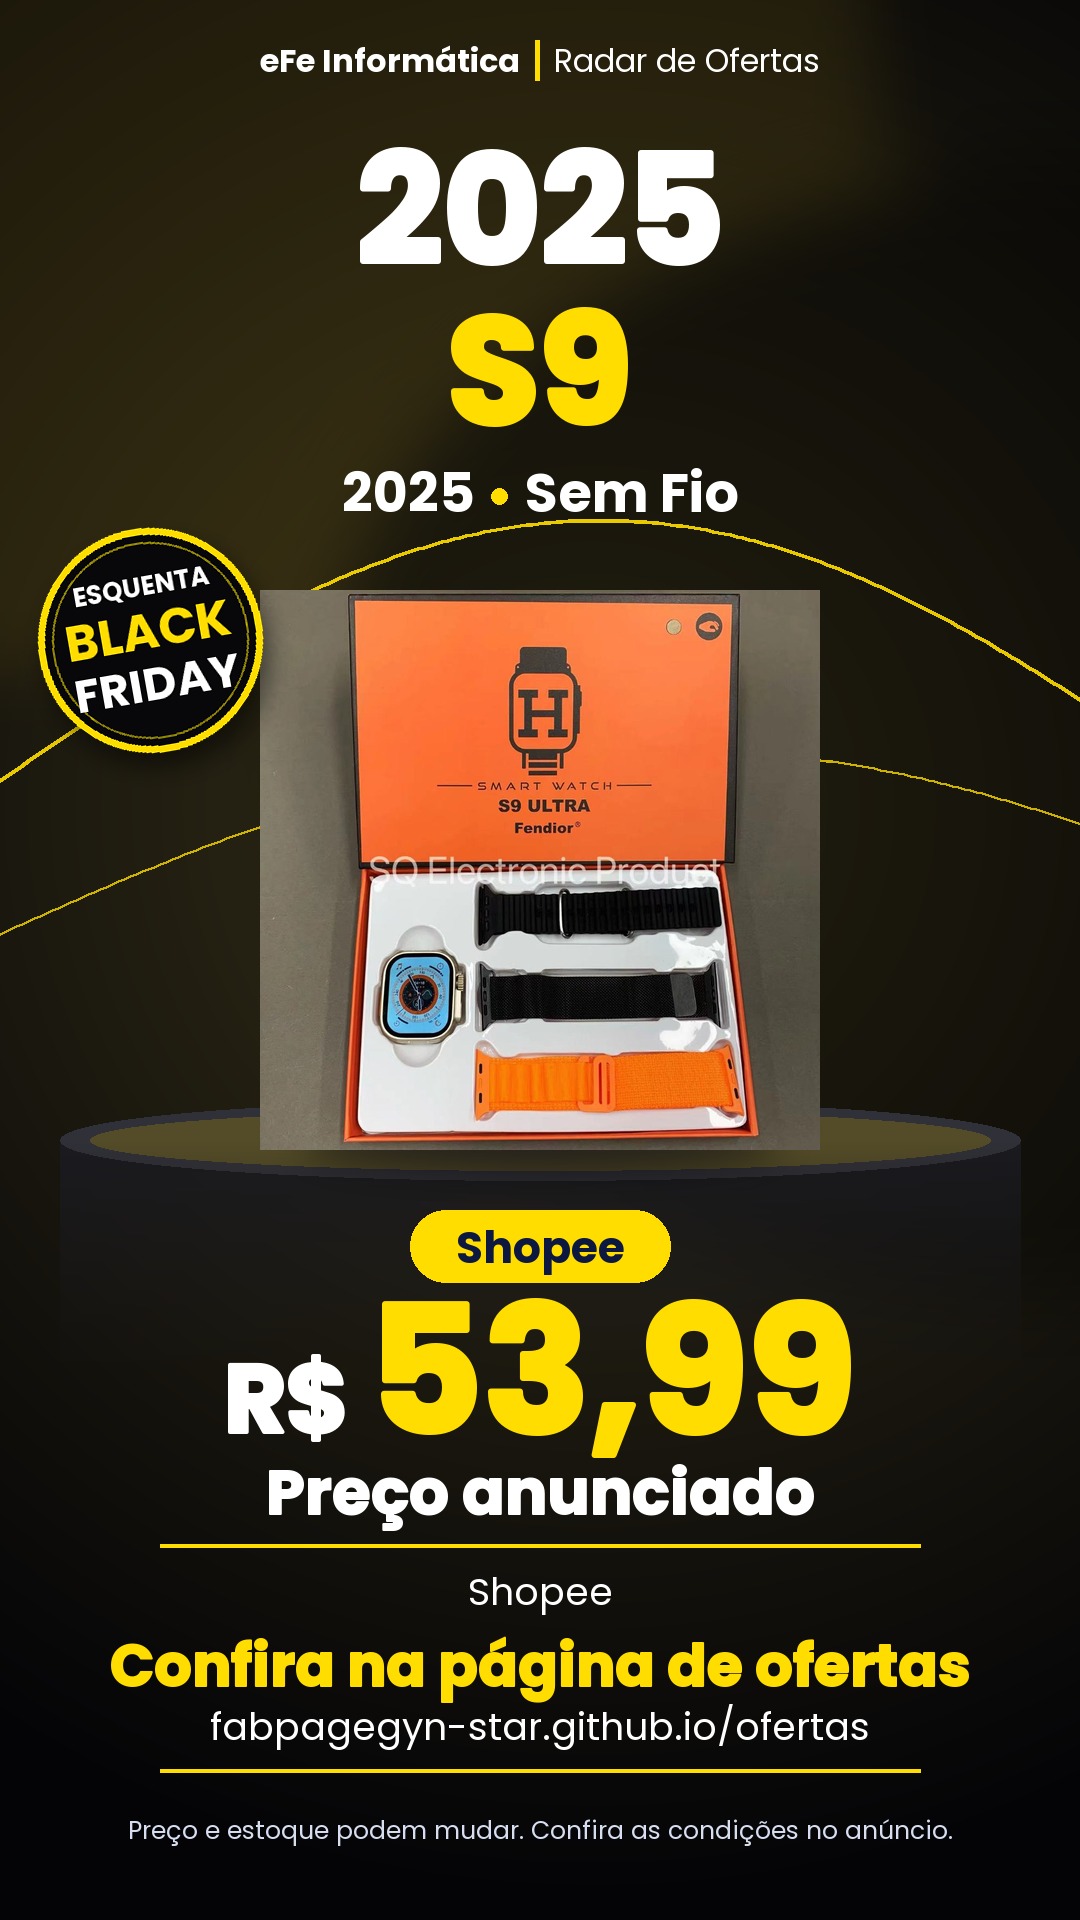 eFe Informática | Radar de Ofertas
2025
S9
2025 • Sem Fio
ESQUENTA
BLACK
FRIDAY
H
SMART WATCH
S9 ULTRA
Fendior®
SQ Electronic Product
Shopee
R$ 53,99
Preço anunciado
Shopee
Confira na página de ofertas
fabpagegyn-star.github.io/ofertas
Preço e estoque podem mudar. Confira as condições no anúncio.